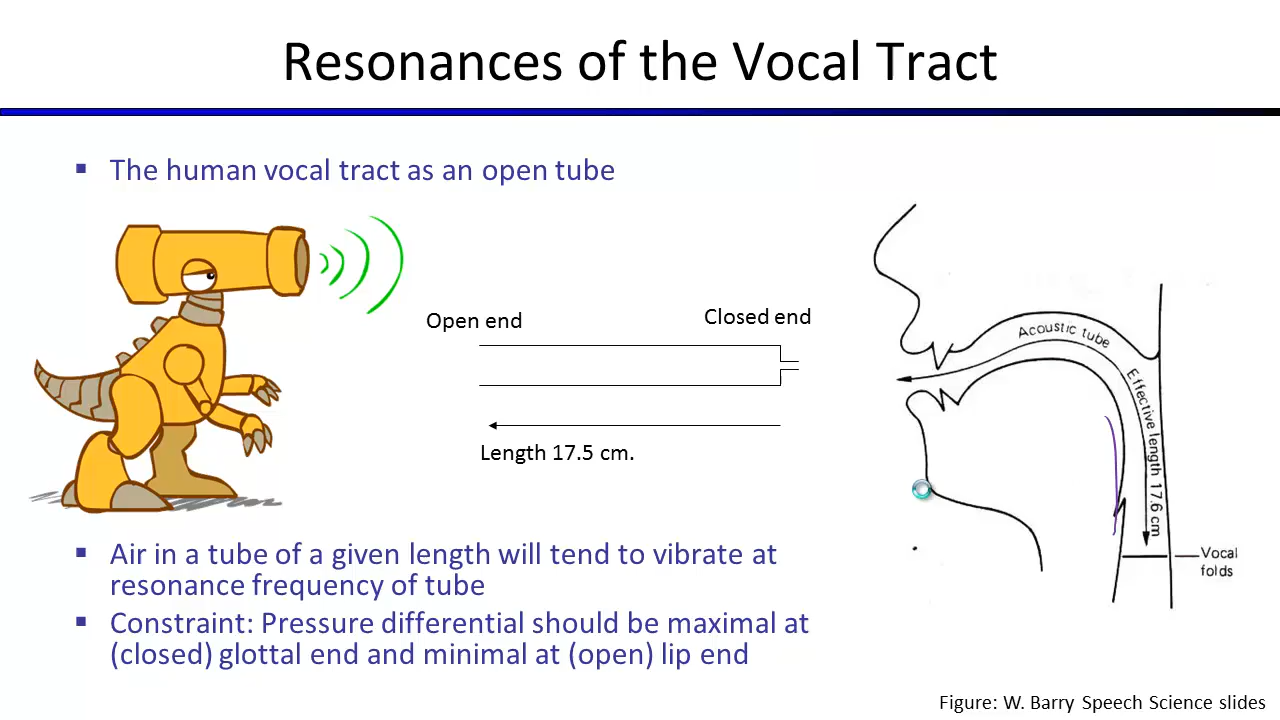 Resonances of the Vocal Tract
▪ The human vocal tract as an open tube
Open end
Closed end
Length 17.5 cm.
Acoustic tube
Effective length 17.6 cm
Vocal
folds
▪ Air in a tube of a given length will tend to vibrate at
resonance frequency of tube
▪ Constraint: Pressure differential should be maximal at
(closed) glottal end and minimal at (open) lip end
Figure: W. Barry Speech Science slides